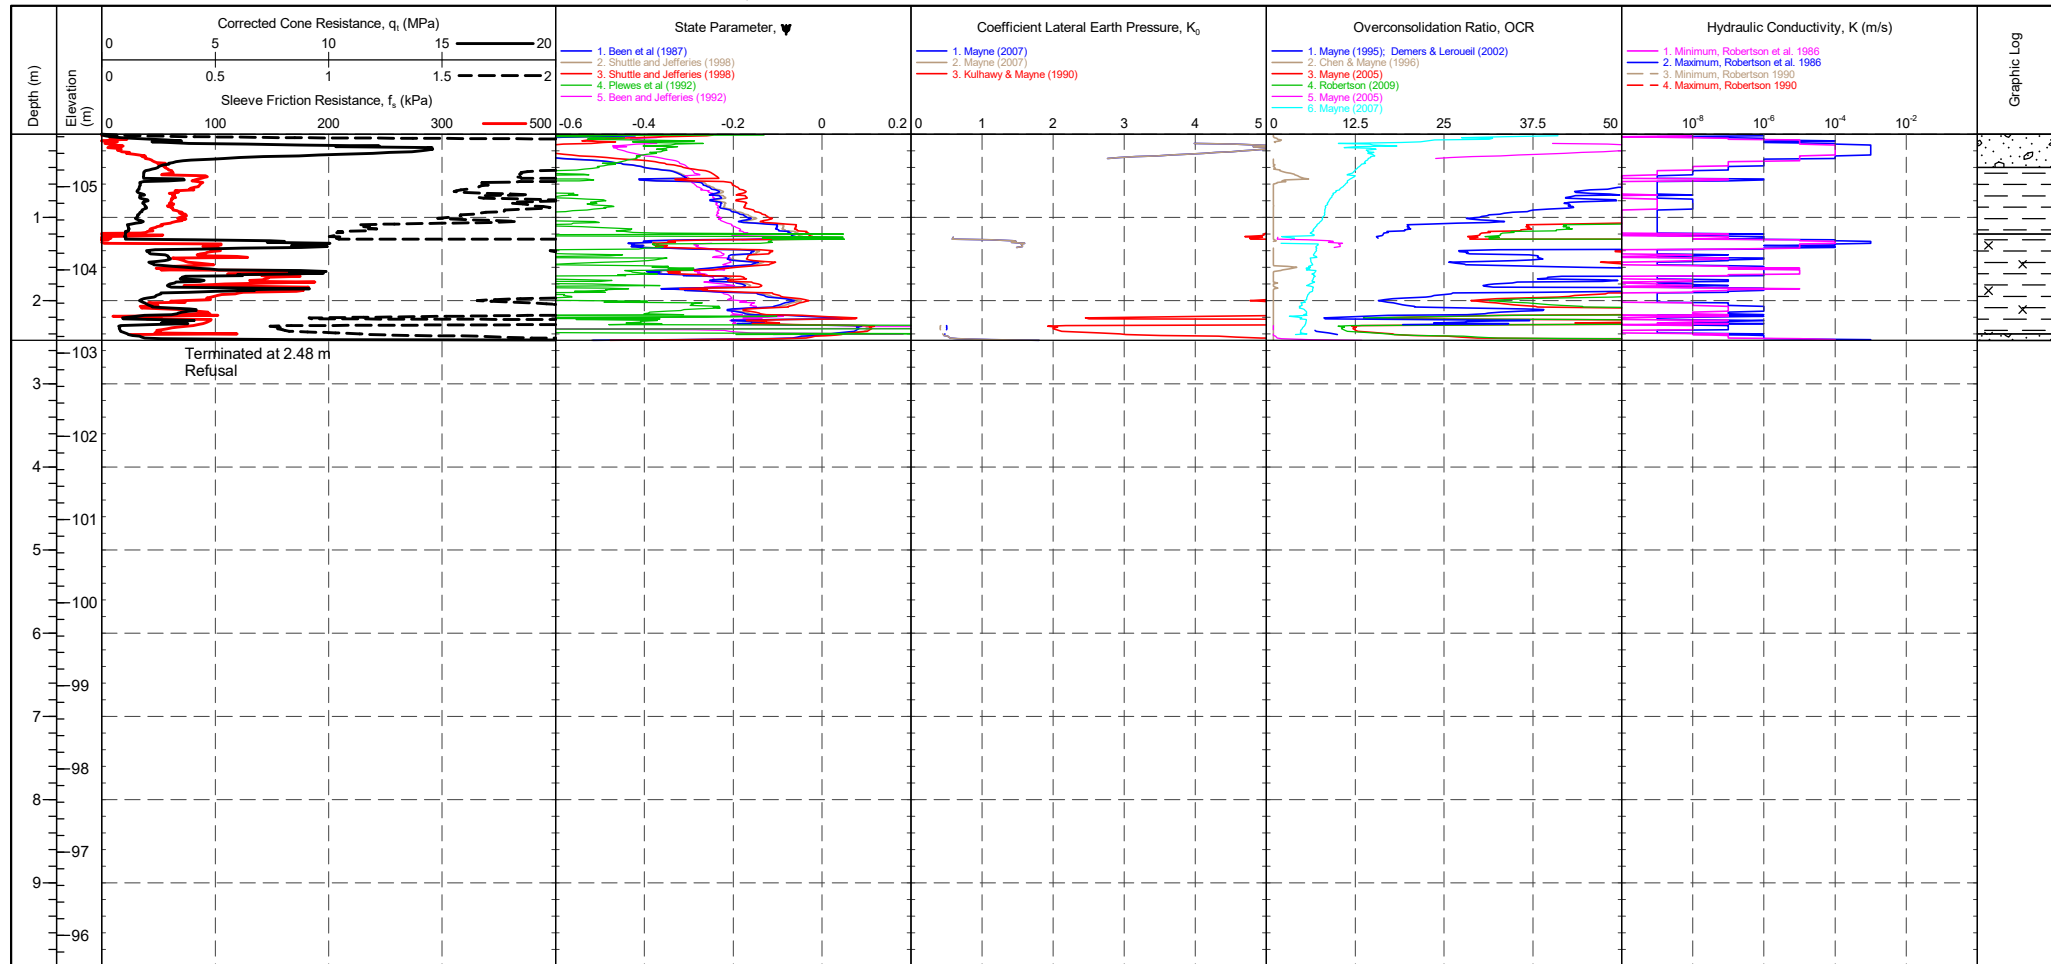 Depth (m)
Elevation (m)
Corrected Cone Resistance, qt (MPa)
0 5 10 15 20
0 0.5 1 1.5 2
Sleeve Friction Resistance, fs (kPa)
0 100 200 300 500
State Parameter, ψ
1. Been et al (1987)
2. Shuttle and Jefferies (1998)
3. Shuttle and Jefferies (1998)
4. Plewes et al (1992)
5. Been and Jefferies (1992)
-0.6 -0.4 -0.2 0 0.2
Coefficient Lateral Earth Pressure, K0
1. Mayne (2007)
2. Mayne (2007)
3. Kulhawy & Mayne (1990)
0 1 2 3 4 5
Overconsolidation Ratio, OCR
1. Mayne (1995); Demers & Leroueil (2002)
2. Chen & Mayne (1996)
3. Mayne (2005)
4. Robertson (2009)
5. Mayne (2005)
6. Mayne (2007)
0 12.5 25 37.5 50
Hydraulic Conductivity, K (m/s)
1. Minimum, Robertson et al. 1986
2. Maximum, Robertson et al. 1986
3. Minimum, Robertson 1990
4. Maximum, Robertson 1990
10-8 10-6 10-4 10-2
Graphic Log
105
1
104
2
103
Terminated at 2.48 m
Refusal
3
102
4
101
5
100
6
99
7
98
8
97
9
96